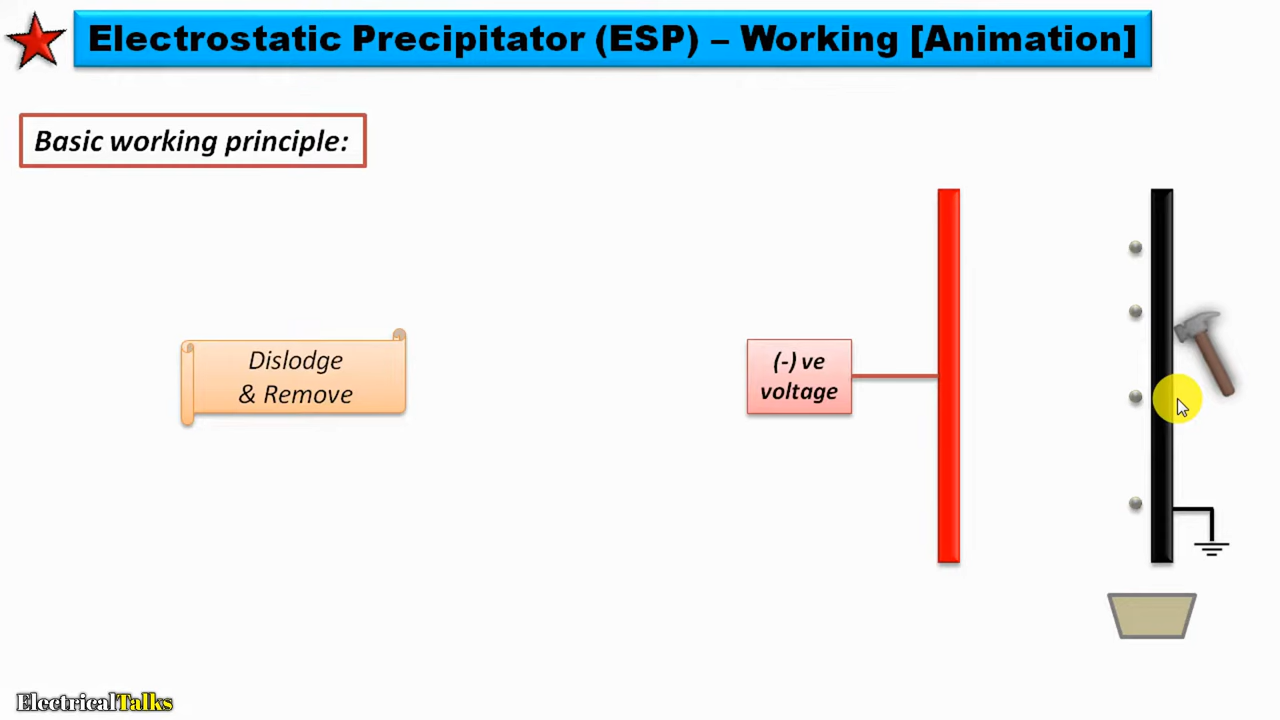 Electrostatic Precipitator (ESP) – Working [Animation]
Basic working principle:
Dislodge
& Remove
(-) ve
voltage
ElectricalTalks